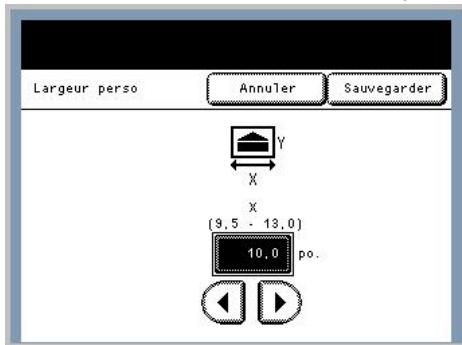 Largeur perso Annuler Sauvegarder
Y
X
X
(9,5 - 13,0)
10,0 po.